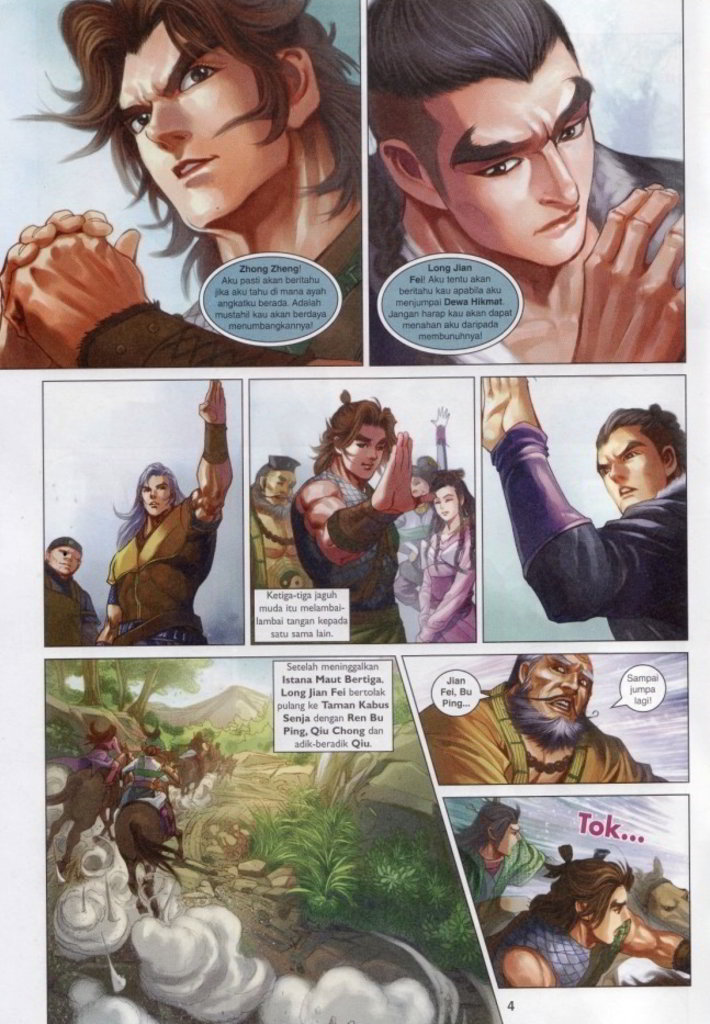 Zhong Zheng!
Aku pasti akan beritahu
jika aku tahu di mana ayah
angkatku berada. Adalah
mustahil kau akan berdaya
menumbangkannya!
Long Jian
Fei! Aku tentu akan
beritahu kau apabila aku
menjumpai Dewa Hikmat.
Jangan harap kau akan dapat
menahan aku daripada
membunuhnya!
Ketiga-tiga jaguh
muda itu melambai-
lambai tangan kepada
satu sama lain.
Setelah meninggalkan
Istana Maut Bertiga.
Long Jian Fei bertolak
pulang ke Taman Kabus
Senja dengan Ren Bu
Ping, Qiu Chong dan
adik-beradik Qiu.
Jian
Fei, Bu
Ping...
Sampai
jumpa
lagi!
Tok...
4